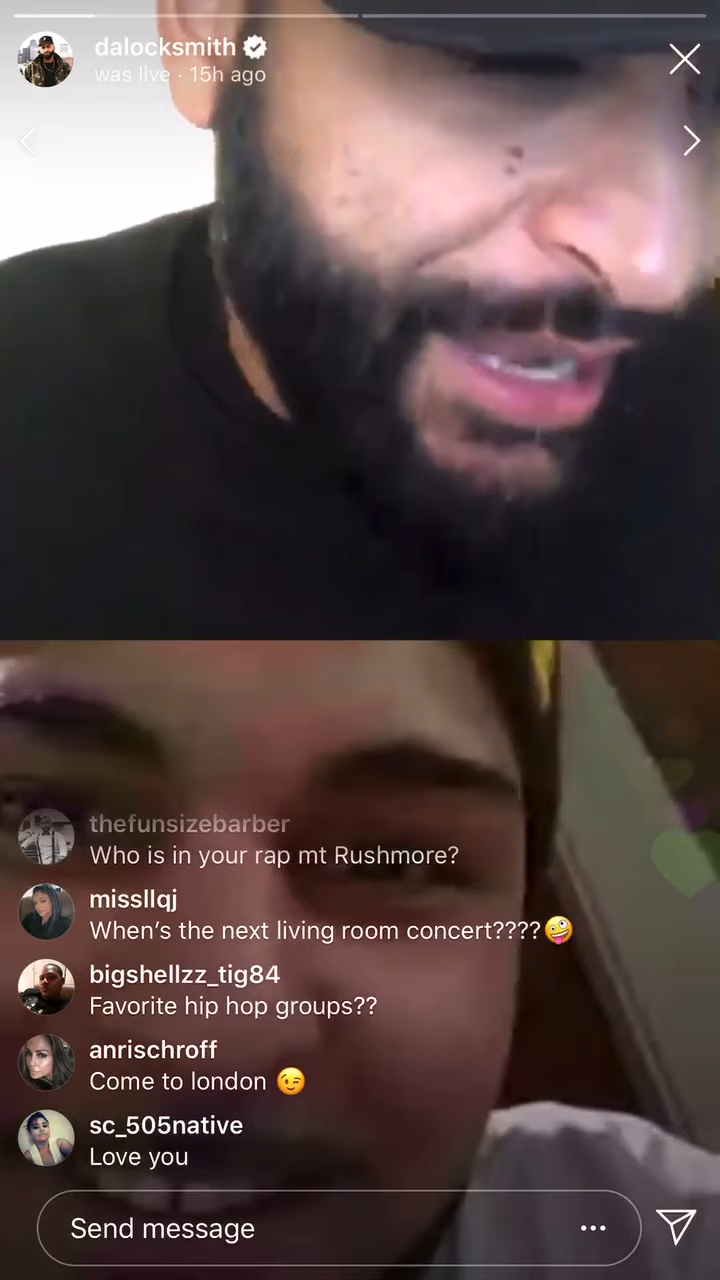 dalocksmith
was live · 15h ago
thefunsizebarber
Who is in your rap mt Rushmore?
missllqj
When's the next living room concert????🤪
bigshellzz_tig84
Favorite hip hop groups??
anrischroff
Come to london 😉
sc_505native
Love you
Send message